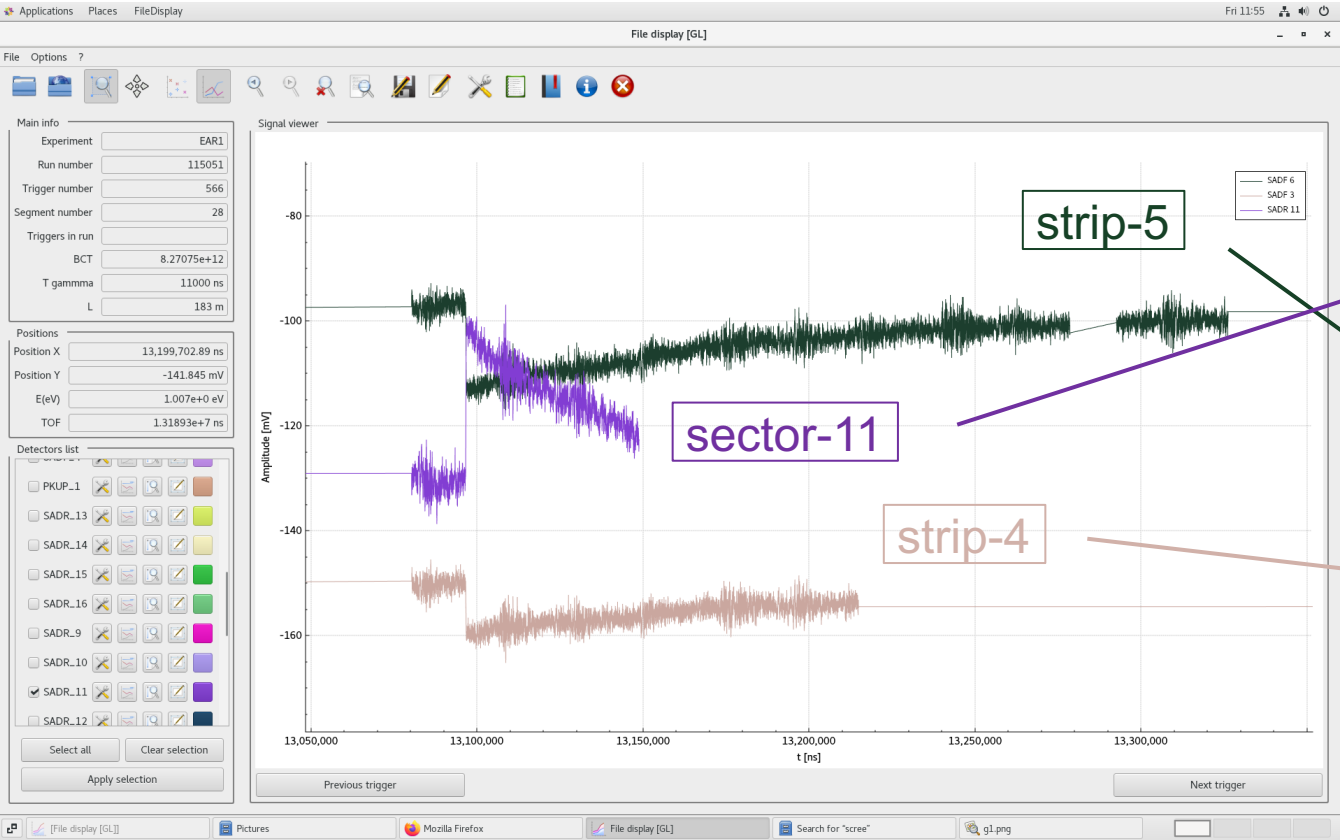 Applications Places FileDisplay Fri 11:55
File display [GL]
File Options ?
Main info
Experiment EAR1
Run number 115051
Trigger number 566
Segment number 28
Triggers in run
BCT 8.27075e+12
T gammma 11000 ns
L 183 m
Positions
Position X 13,199,702.89 ns
Position Y -141.845 mV
E(eV) 1.007e+0 eV
TOF 1.31893e+7 ns
Detectors list
PKUP_1
SADR_13
SADR_14
SADR_15
SADR_16
SADR_9
SADR_10
SADR_11
SADR_12
Select all Clear selection
Apply selection
Signal viewer
SADF 6
SADF 3
SADR 11
strip-5
sector-11
strip-4
Amplitude [mV]
-80
-100
-120
-140
-160
13,050,000 13,100,000 13,150,000 13,200,000 13,250,000 13,300,000
t [ns]
Previous trigger Next trigger
[File display [GL]] Pictures Mozilla Firefox File display [GL] Search for "scree" g1.png